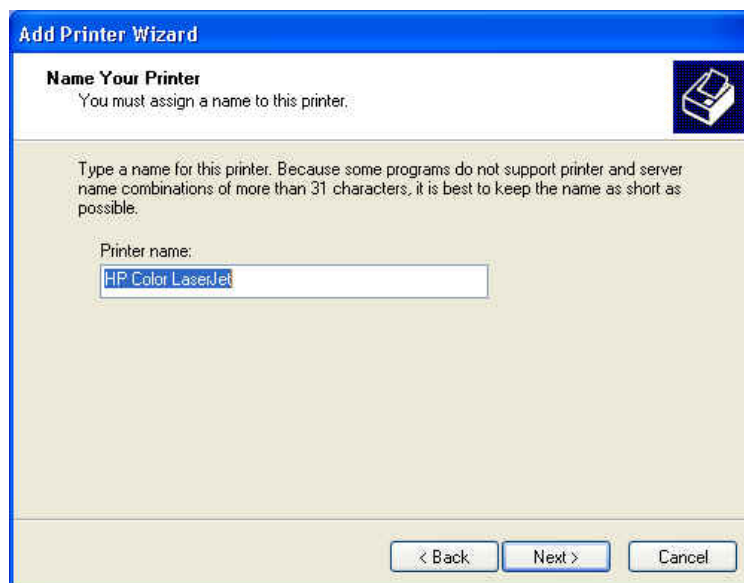 Add Printer Wizard
Name Your Printer
You must assign a name to this printer.
Type a name for this printer. Because some programs do not support printer and server
name combinations of more than 31 characters, it is best to keep the name as short as
possible.
Printer name:
HP Color LaserJet
< Back Next > Cancel